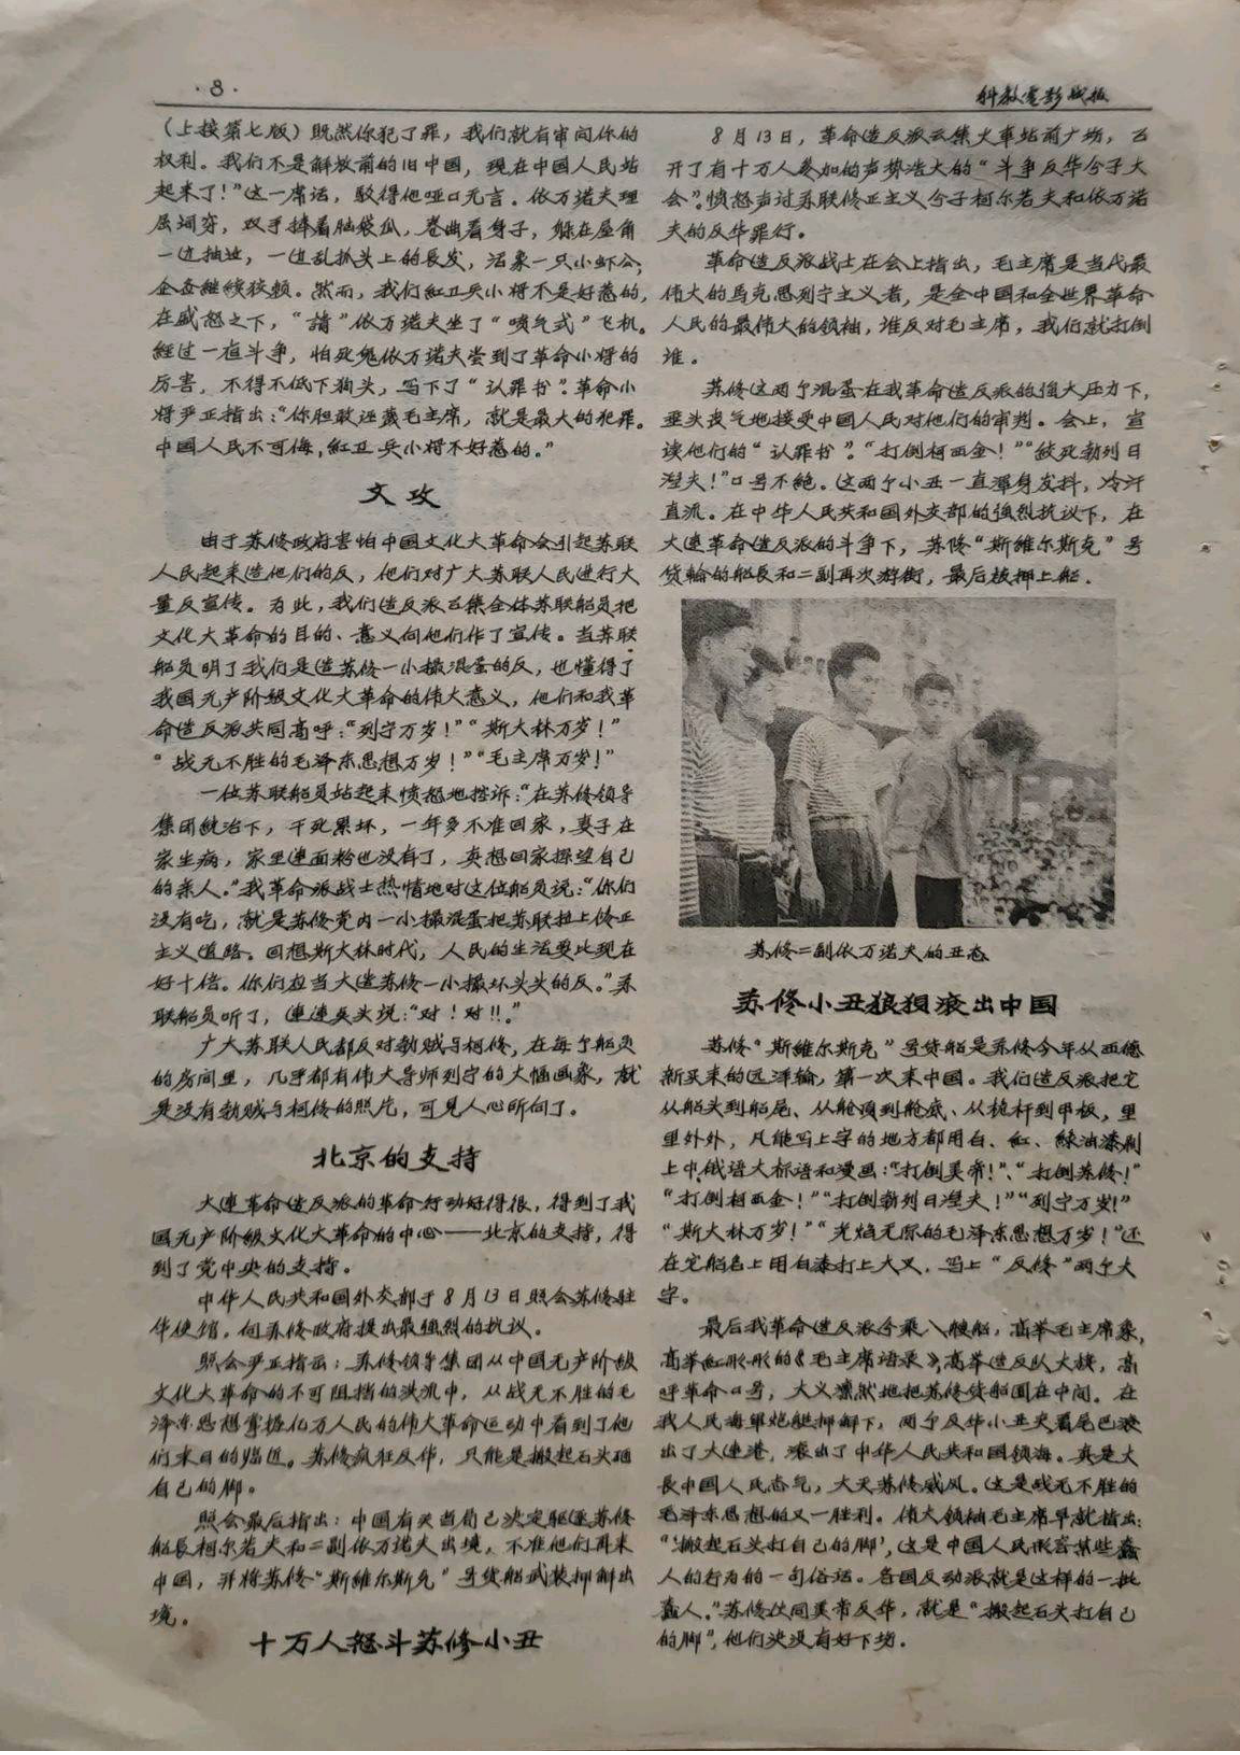 ·8·
科教电影战报
（上接第七版）既然你犯了罪，我们就有审问你的
权利。我们不是解放前的旧中国，现在中国人民站
起来了！”这一席话，驳得他哑口无言。依万诺夫理
屈词穷，双手捧着脑袋瓜，卷曲着身子，躲在屋角
一边抽泣，一边乱抓头上的长发，活象一只小虾公，
企查继续狡赖。然而，我们红卫兵小将不是好惹的，
在盛怒之下，“請”依万诺夫坐了“喷气式”飞机。
經过一番斗争，怕死鬼依万诺夫尝到了革命小将的
厉害，不得不低下狗头，写下了“认罪书”。革命小
将严正指出：“你胆敢诬蔑毛主席，就是最大的犯罪。
中國人民不可侮，紅卫兵小将不好惹的。”
文攻
由于苏修政府害怕中國文化大革命会引起苏联
人民起来造他们的反，他们对广大苏联人民进行大
量反宣传。为此，我们造反派召集全体苏联船员把
文化大革命的目的、意义向他们作了宣传。当苏联
船员明了我们是造苏修一小撮混蛋的反，也懂得了
我国无产阶级文化大革命的伟大意义，他们和我革
命造反派共同高呼：“列宁万岁！”“斯大林万岁！”
“战无不胜的毛泽东思想万岁！”“毛主席万岁！”
一位苏联船员站起来愤怒地控诉：“在苏修领导
集团统治下，干死累坏，一年多不准回家，妻子在
家生病，家里連面粉也没有了，真想回家探望自己
的亲人。”我革命派战士热情地对这位船员说：“你们
没有吃，就是苏修党内一小撮混蛋把苏联拉上修正
主义道路。回想斯大林时代，人民的生活要比現在
好十倍。你们应当大造苏修一小撮坏头头的反。”苏
联船员听了，連連点头说：“对！对！！”
广大苏联人民都反对勃贼与柯修，在每个船员
的房间里，几乎都有伟大导师列宁的大幅画象，就
是没有勃贼与柯修的照片，可見人心所向了。
北京的支持
大連革命造反派的革命行动好得很，得到了我
國无产阶级文化大革命的中心——北京的支持，得
到了党中央的支持。
中华人民共和国外交部于8月13日照会苏修驻
华使馆，向苏修政府提出最强烈的抗议。
照会严正指出：苏修领导集团从中國无产阶级
文化大革命的不可阻挡的洪流中，从战无不胜的毛
泽东思想掌握亿万人民的伟大革命运动中看到了他
们末日的临近。苏修疯狂反华，只能是搬起石头砸
自己的脚。
照会最后指出：中國有关当局已决定驱逐苏修
船長柯尔若夫和二副依万诺夫出境，不准他们再来
中國，并将苏修“斯維尔斯克”号货船武装押解出
境。
十万人怒斗苏修小丑
8月13日，革命造反派云集火車站前广场，召
开了有十万人参加的声势浩大的“斗争反华分子大
会”。愤怒声讨苏联修正主义分子柯尔若夫和依万诺
夫的反华罪行。
革命造反派战士在会上指出，毛主席是当代最
伟大的馬克思列宁主义者，是全中國和全世界革命
人民的最偉大的领袖，谁反对毛主席，我们就打倒
谁。
苏修这两个混蛋在我革命造反派的强大压力下，
垂头丧气地接受中國人民对他们的审判。会上，宣
读他们的“认罪书”。“打倒柯西金！”“绞死勃列日
涅夫！”口号不绝。这两个小丑一直渾身发抖，冷汗
直流。在中华人民共和国外交部的强烈抗议下，在
大連革命造反派的斗争下，苏修“斯維尔斯克”号
货輪的船長和二副再次游街，最后被押上船。
苏修二副依万诺夫的丑态
苏修小丑狼狈滚出中国
苏修“斯維尔斯克”号货船是苏修今年从西德
新买来的远洋輪，第一次来中國。我们造反派把它
从船头到船尾、从舱顶到舱底、从桅杆到甲板，里
里外外，凡能写上字的地方都用白、紅、綠油漆刷
上中、俄语大标语和漫画：“打倒美帝！”、“打倒苏修！”
“打倒柯西金！”“打倒勃列日涅夫！”“列宁万岁！”
“斯大林万岁！”“光焰无际的毛泽东思想万岁！”还
在它船名上用白漆打上大叉，写上“反修”两个大
字。
最后我革命造反派分乘八艘船，高举毛主席象，
高举紅彤彤的《毛主席语录》，高举造反队大旗，高
呼革命口号，大义凛然地把苏修货船围在中间。在
我人民海軍炮艇押解下，两个反华小丑夹着尾巴滚
出了大連港，滚出了中华人民共和国领海。真是大
長中國人民志气，大灭苏修威风。这是战无不胜的
毛泽东思想的又一胜利。偉大领袖毛主席早就指出：
“‘搬起石头打自己的脚’，这是中國人民形容某些蠢
人的行为的一句俗话。各国反动派就是这样的一批
蠢人。”苏修伙同美帝反华，就是“搬起石头打自己
的脚”，他们决没有好下场。